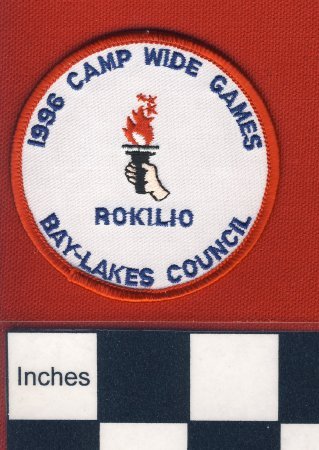 1996 CAMP WIDE GAMES
ROKILIO
BAY-LAKES COUNCIL
Inches